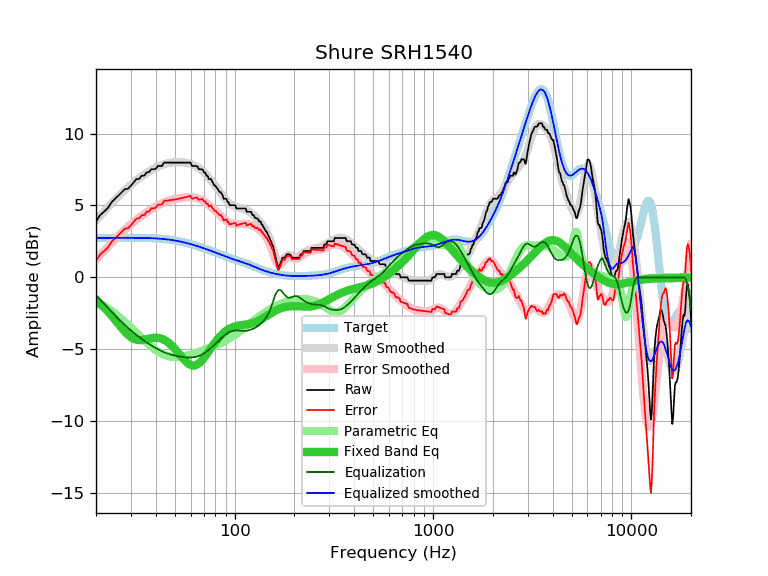 Shure SRH1540
Amplitude (dBr)
10
5
0
−5
−10
−15
Target
Raw Smoothed
Error Smoothed
Raw
Error
Parametric Eq
Fixed Band Eq
Equalization
Equalized smoothed
100 1000 10000
Frequency (Hz)